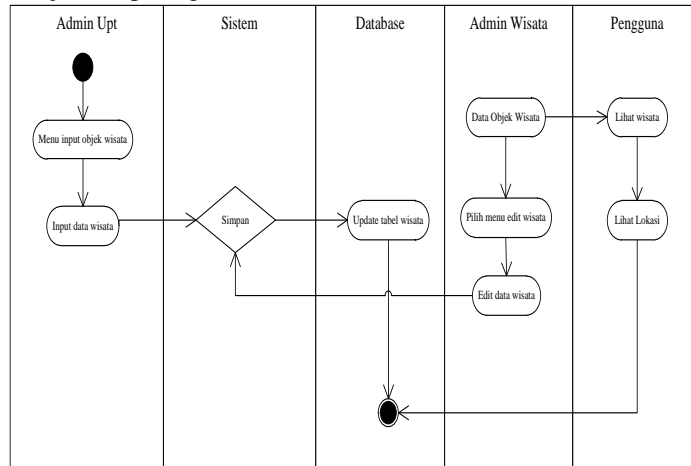 Admin Upt
Sistem
Database
Admin Wisata
Pengguna
Menu input objek wisata
Data Objek Wisata
Lihat wisata
Input data wisata
Simpan
Update tabel wisata
Pilih menu edit wisata
Lihat Lokasi
Edit data wisata